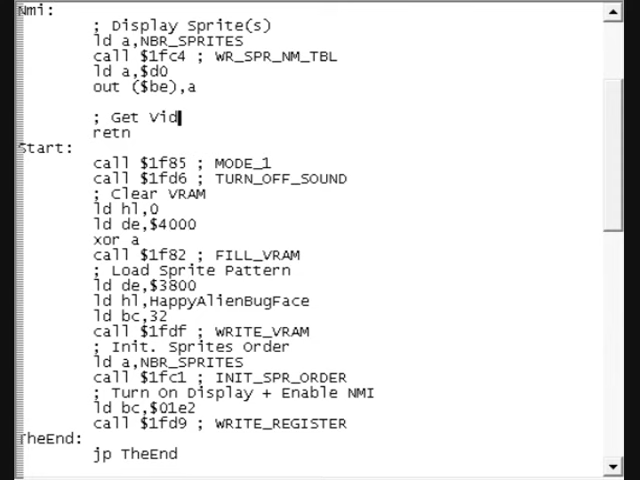 Nmi:
; Display Sprite(s)
ld a,NBR_SPRITES
call $1fc4 ; WR_SPR_NM_TBL
ld a,$d0
out ($be),a
; Get Vid
retn
Start:
call $1f85 ; MODE_1
call $1fd6 ; TURN_OFF_SOUND
; Clear VRAM
ld hl,0
ld de,$4000
xor a
call $1f82 ; FILL_VRAM
; Load Sprite Pattern
ld de,$3800
ld hl,HappyAlienBugFace
ld bc,32
call $1fdf ; WRITE_VRAM
; Init. Sprites Order
ld a,NBR_SPRITES
call $1fc1 ; INIT_SPR_ORDER
; Turn On Display + Enable NMI
ld bc,$01e2
call $1fd9 ; WRITE_REGISTER
TheEnd:
jp TheEnd